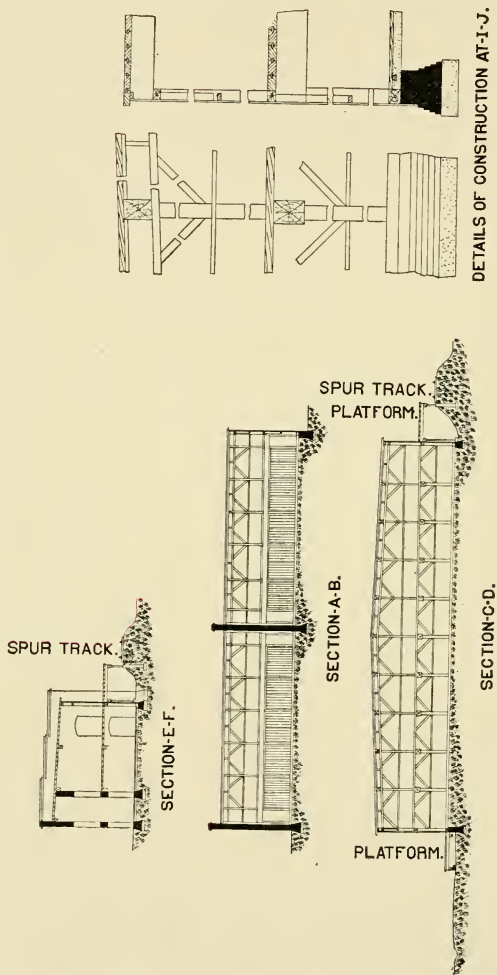 SPUR TRACK.
SECTION-E-F.
SECTION-A-B.
SPUR TRACK.
PLATFORM.
PLATFORM.
SECTION-C-D.
DETAILS OF CONSTRUCTION AT-I-J.